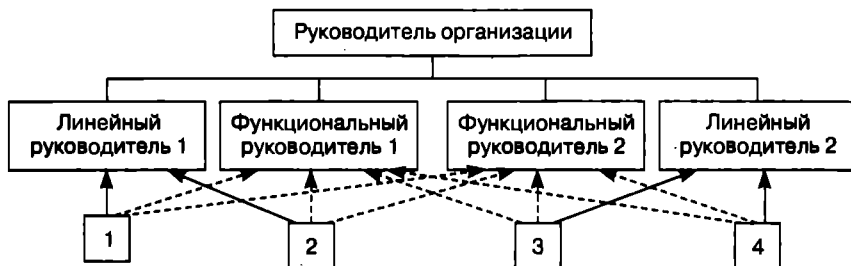 Руководитель организации
Линейный
руководитель 1
Функциональный
руководитель 1
Функциональный
руководитель 2
Линейный
руководитель 2
1
2
3
4